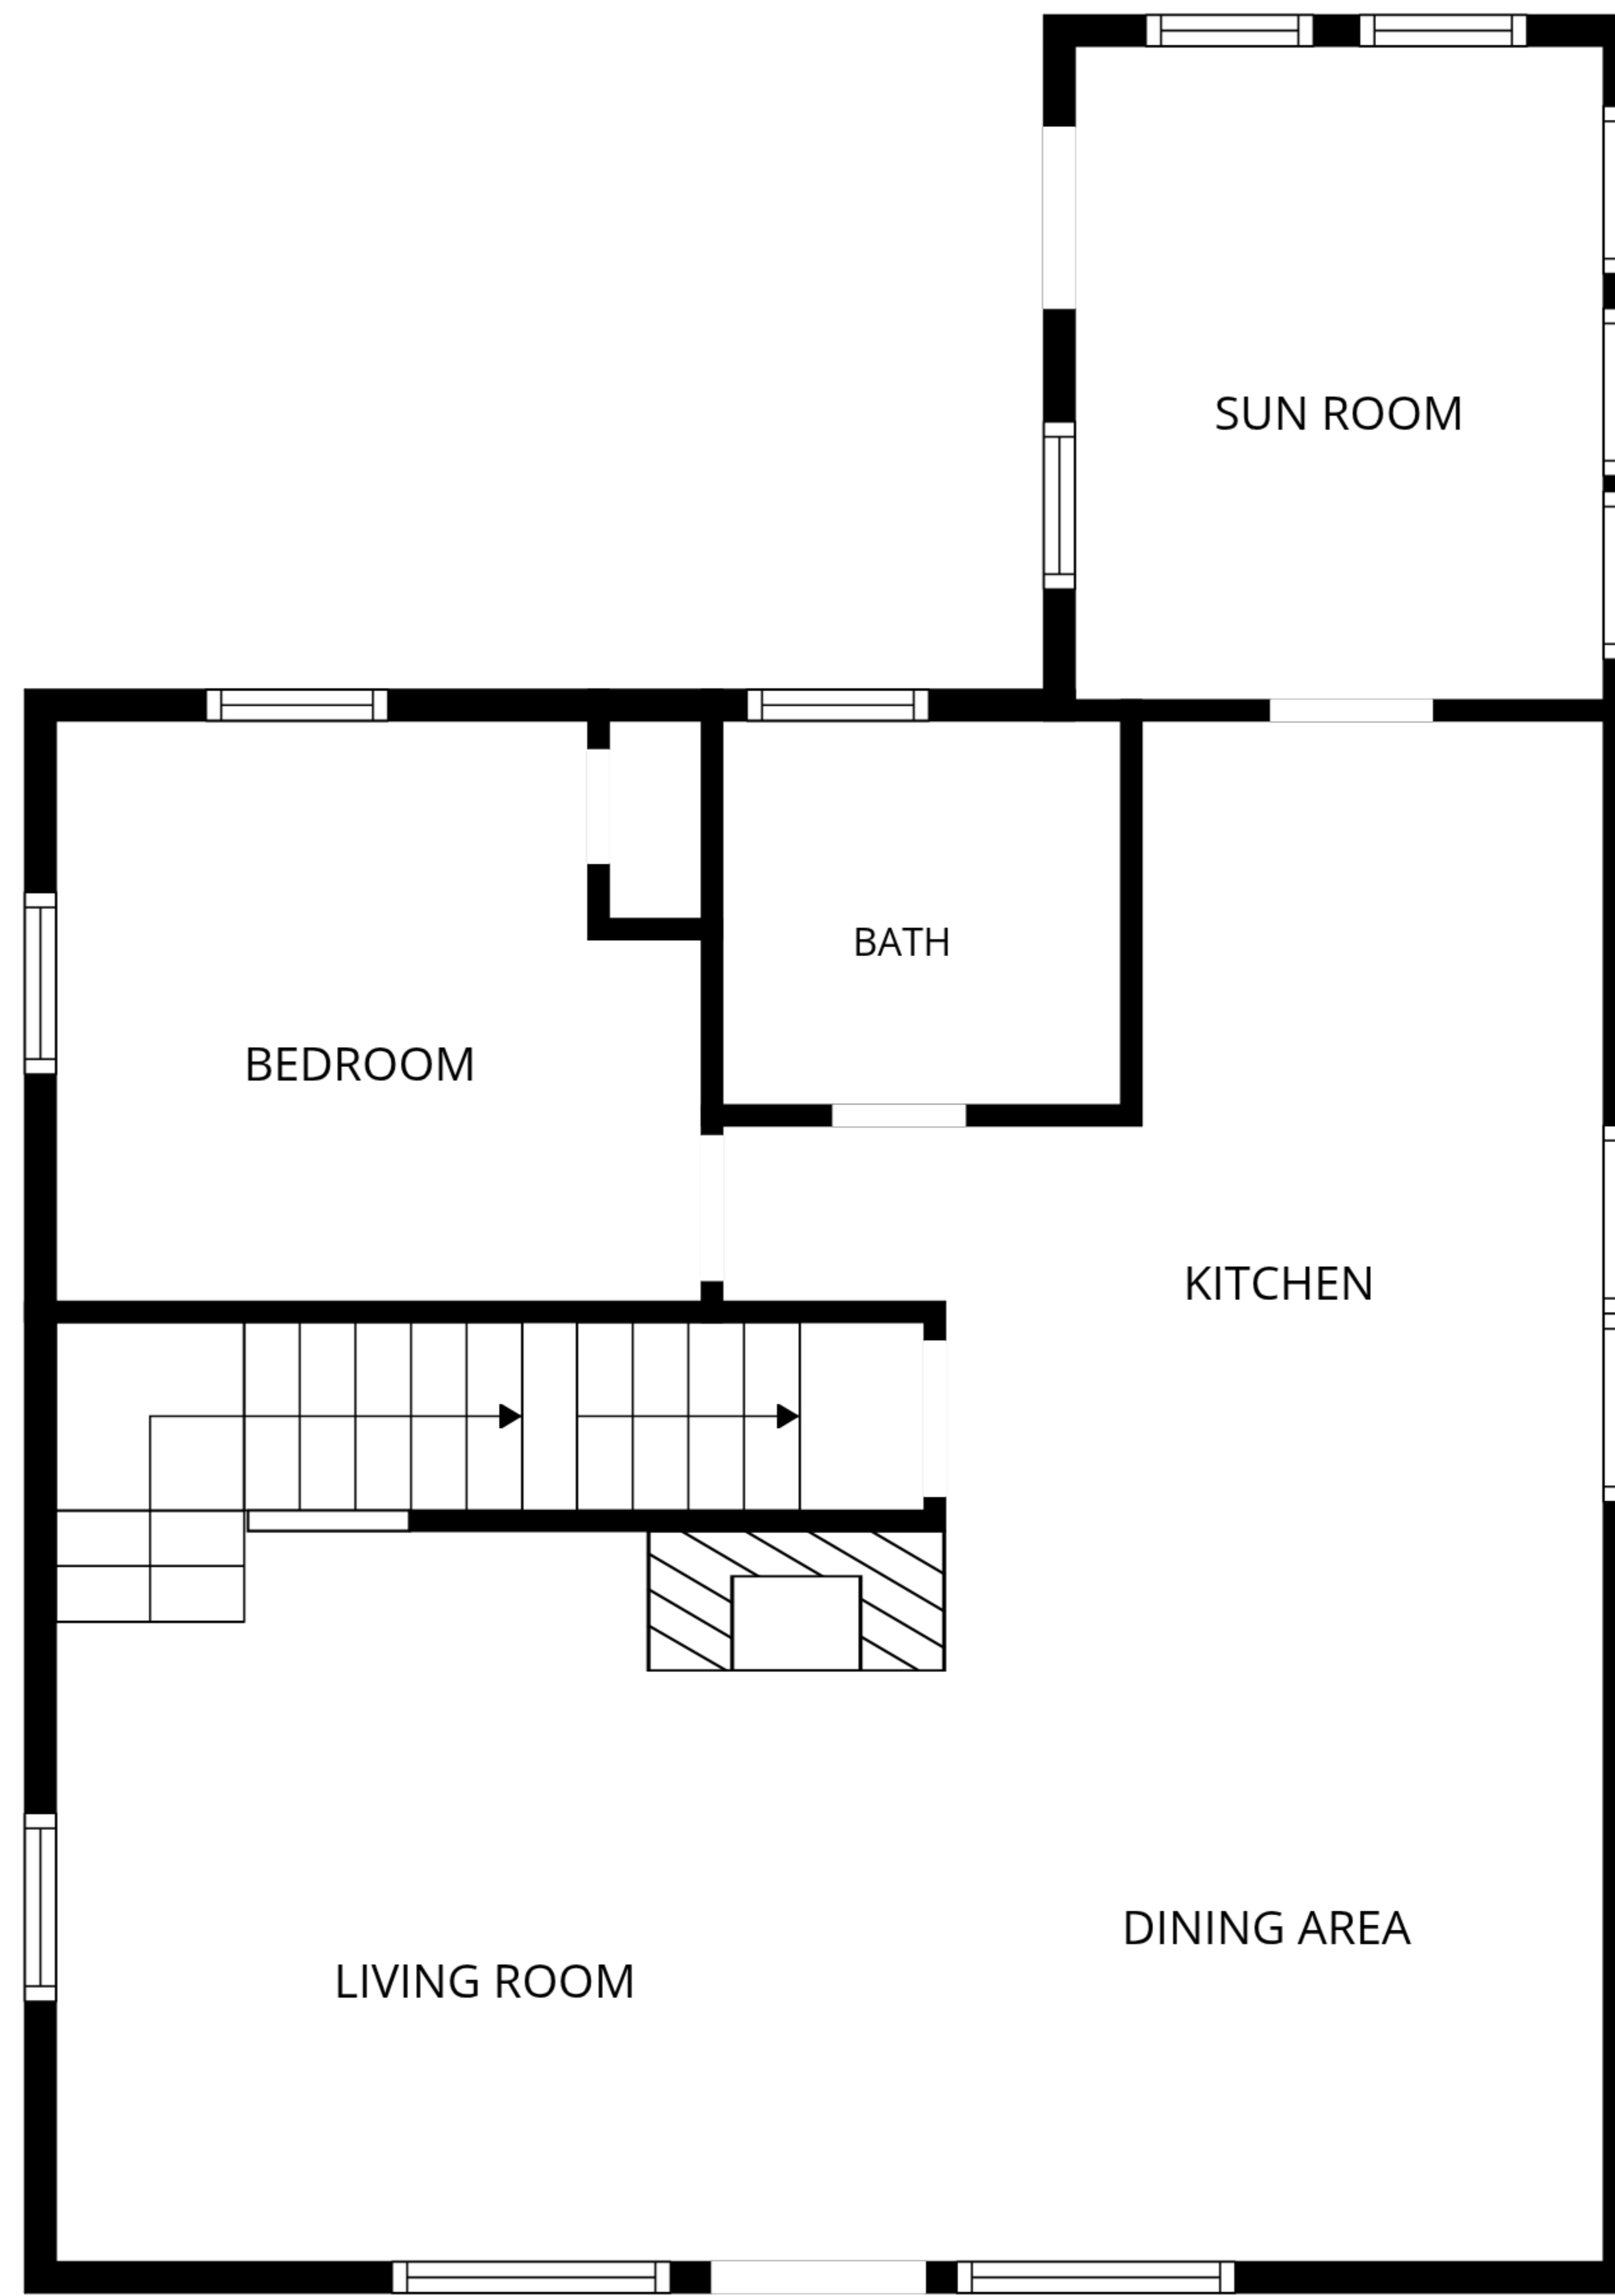 SUN ROOM
BATH
BEDROOM
KITCHEN
DINING AREA
LIVING ROOM